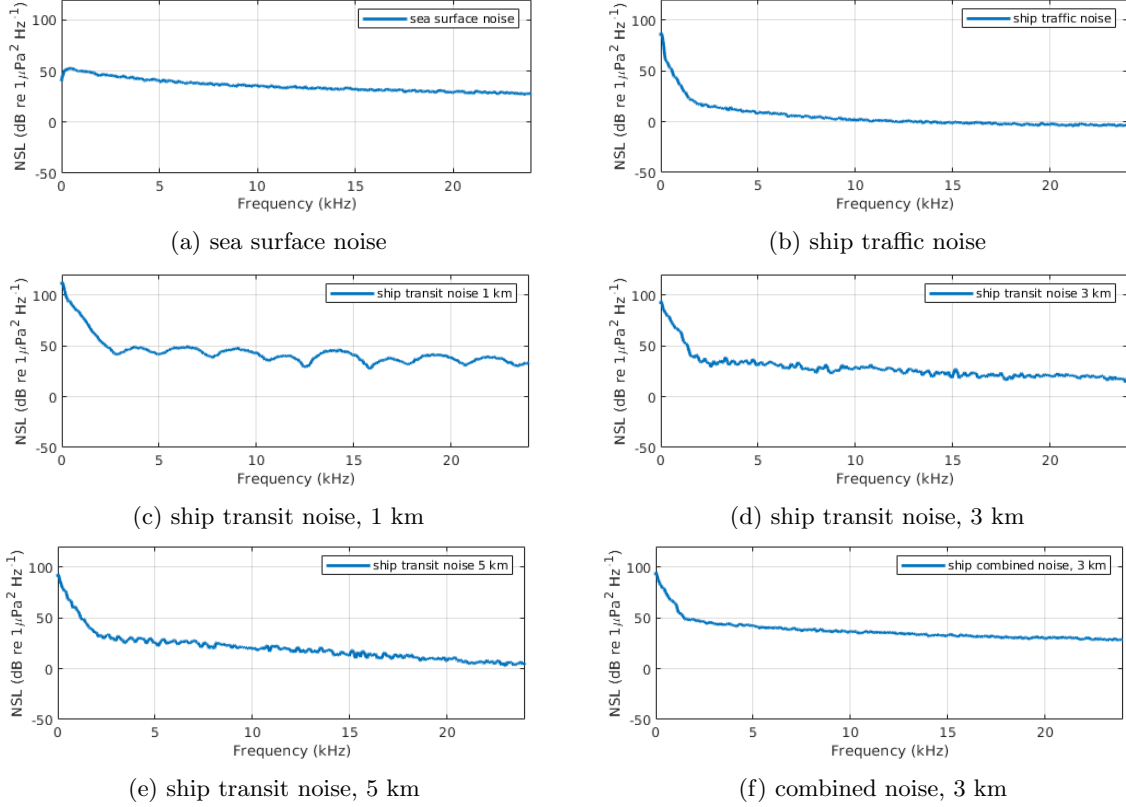 NSL (dB re 1μPa² Hz⁻¹)
100
50
0
-50
sea surface noise
0 5 10 15 20
Frequency (kHz)
(a) sea surface noise
NSL (dB re 1μPa² Hz⁻¹)
100
50
0
-50
ship traffic noise
0 5 10 15 20
Frequency (kHz)
(b) ship traffic noise
NSL (dB re 1μPa² Hz⁻¹)
100
50
0
-50
ship transit noise 1 km
0 5 10 15 20
Frequency (kHz)
(c) ship transit noise, 1 km
NSL (dB re 1μPa² Hz⁻¹)
100
50
0
-50
ship transit noise 3 km
0 5 10 15 20
Frequency (kHz)
(d) ship transit noise, 3 km
NSL (dB re 1μPa² Hz⁻¹)
100
50
0
-50
ship transit noise 5 km
0 5 10 15 20
Frequency (kHz)
(e) ship transit noise, 5 km
NSL (dB re 1μPa² Hz⁻¹)
100
50
0
-50
ship combined noise, 3 km
0 5 10 15 20
Frequency (kHz)
(f) combined noise, 3 km